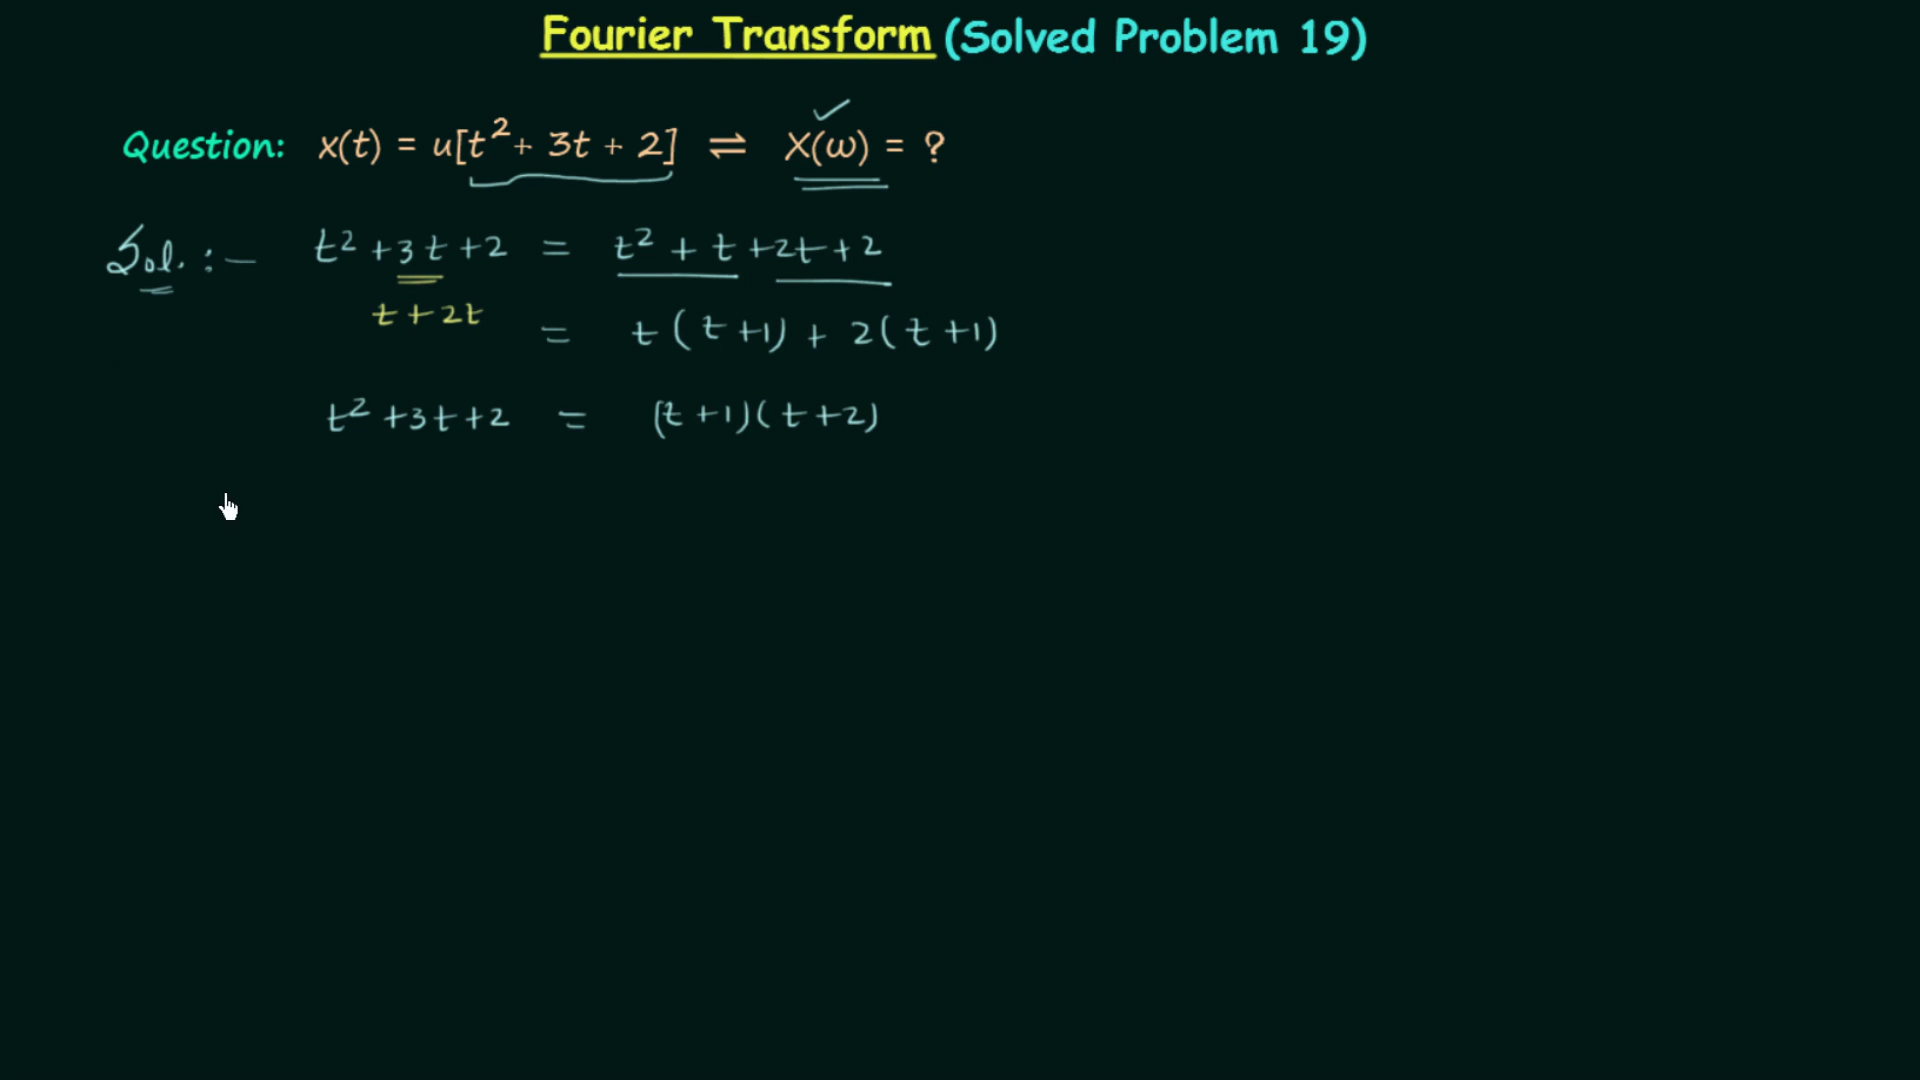 Fourier Transform (Solved Problem 19)
Question: x(t) = u[t² + 3t + 2] ⇌ X(ω) = ?
Sol. :- t² + 3t + 2 = t² + t + 2t + 2
t + 2t
= t(t+1) + 2(t+1)
t² + 3t + 2 = (t+1)(t+2)